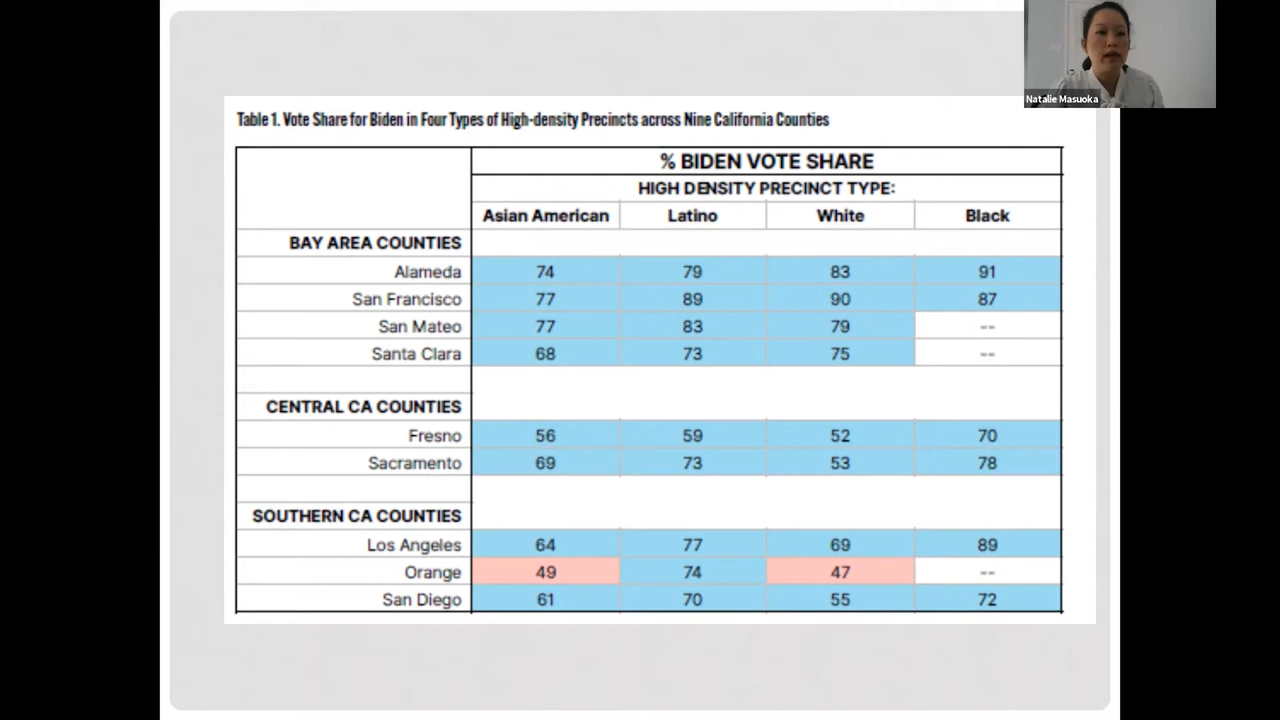 Natalie Masuoka
Table 1. Vote Share for Biden in Four Types of High-density Precincts across Nine California Counties
% BIDEN VOTE SHARE
HIGH DENSITY PRECINCT TYPE:
Asian American Latino White Black
BAY AREA COUNTIES
Alameda 74 79 83 91
San Francisco 77 89 90 87
San Mateo 77 83 79 --
Santa Clara 68 73 75 --
CENTRAL CA COUNTIES
Fresno 56 59 52 70
Sacramento 69 73 53 78
SOUTHERN CA COUNTIES
Los Angeles 64 77 69 89
Orange 49 74 47 --
San Diego 61 70 55 72